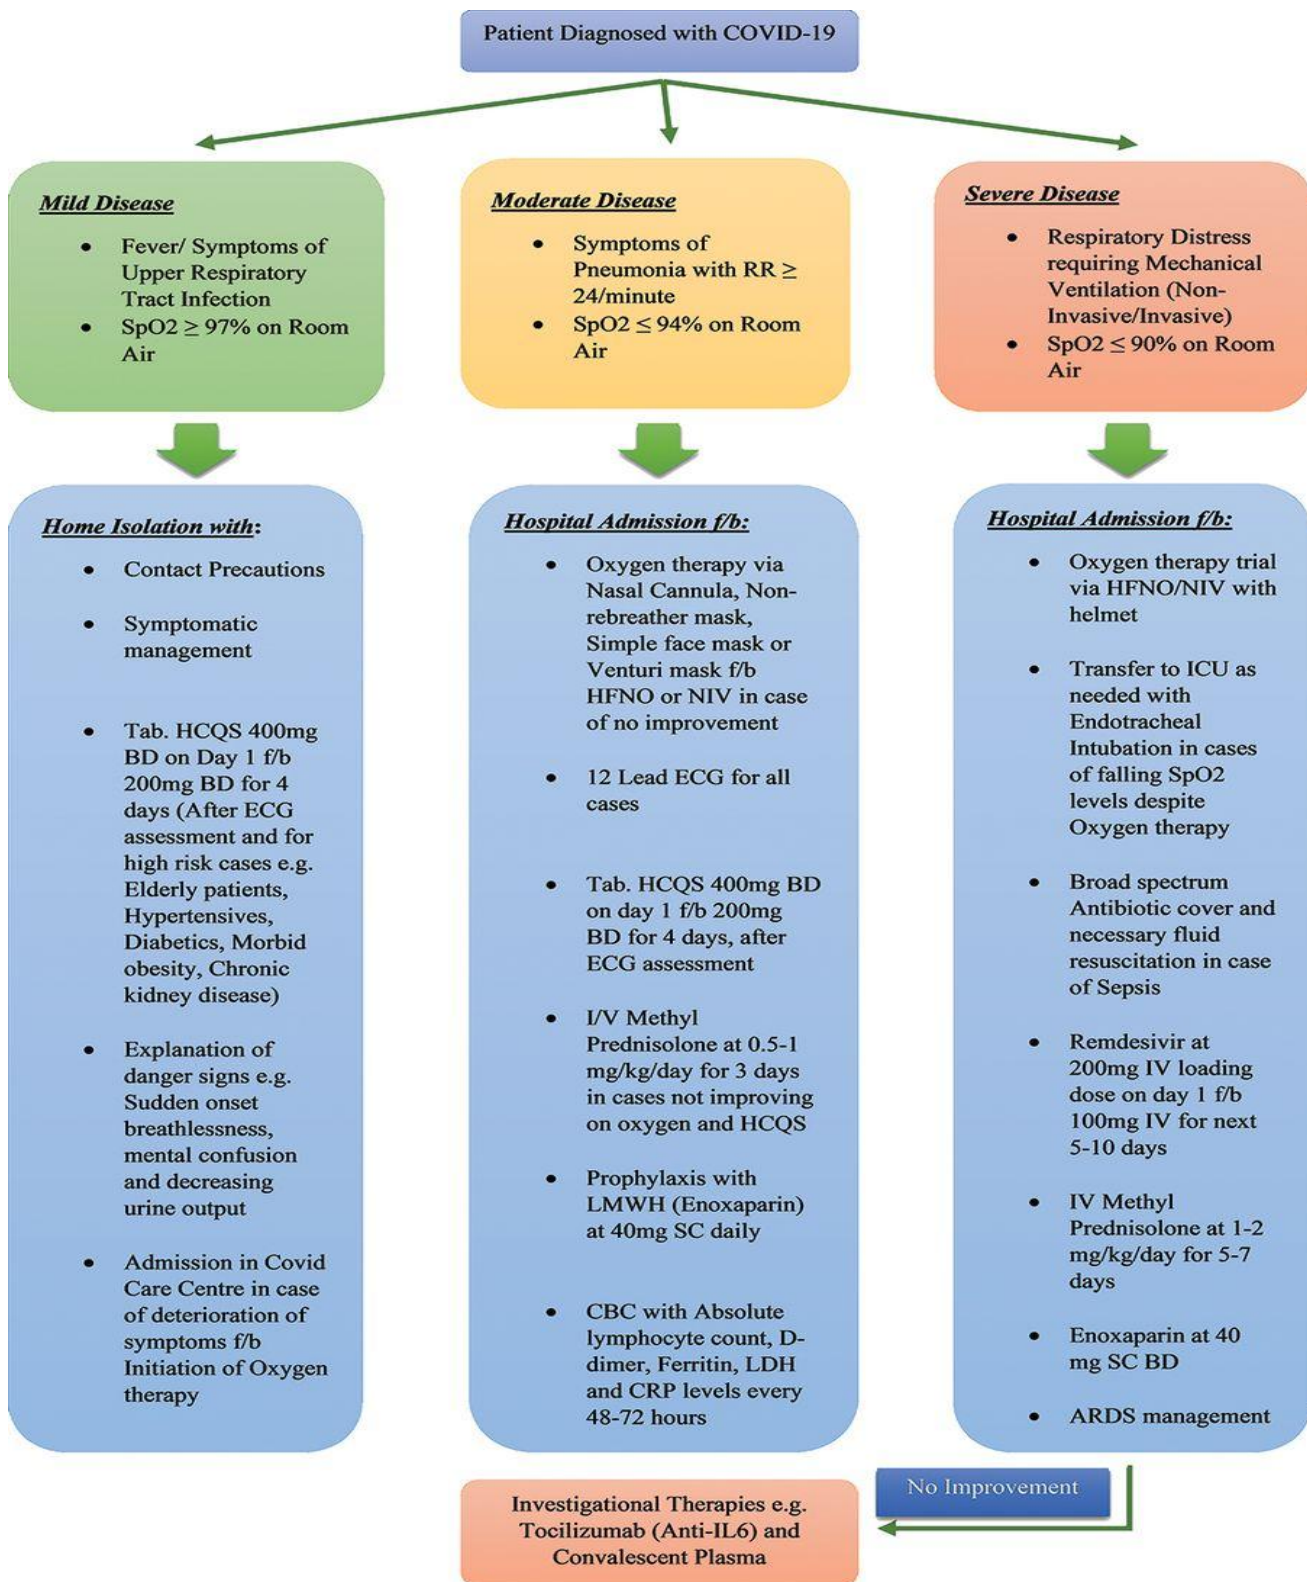 Patient Diagnosed with COVID-19
Mild Disease
• Fever/ Symptoms of
Upper Respiratory
Tract Infection
• SpO2 ≥ 97% on Room
Air
Moderate Disease
• Symptoms of
Pneumonia with RR ≥
24/minute
• SpO2 ≤ 94% on Room
Air
Severe Disease
• Respiratory Distress
requiring Mechanical
Ventilation (Non-
Invasive/Invasive)
• SpO2 ≤ 90% on Room
Air
Home Isolation with:
• Contact Precautions
• Symptomatic
management
• Tab. HCQS 400mg
BD on Day 1 f/b
200mg BD for 4
days (After ECG
assessment and for
high risk cases e.g.
Elderly patients,
Hypertensives,
Diabetics, Morbid
obesity, Chronic
kidney disease)
• Explanation of
danger signs e.g.
Sudden onset
breathlessness,
mental confusion
and decreasing
urine output
• Admission in Covid
Care Centre in case
of deterioration of
symptoms f/b
Initiation of Oxygen
therapy
Hospital Admission f/b:
• Oxygen therapy via
Nasal Cannula, Non-
rebreather mask,
Simple face mask or
Venturi mask f/b
HFNO or NIV in case
of no improvement
• 12 Lead ECG for all
cases
• Tab. HCQS 400mg BD
on day 1 f/b 200mg
BD for 4 days, after
ECG assessment
• I/V Methyl
Prednisolone at 0.5-1
mg/kg/day for 3 days
in cases not improving
on oxygen and HCQS
• Prophylaxis with
LMWH (Enoxaparin)
at 40mg SC daily
• CBC with Absolute
lymphocyte count, D-
dimer, Ferritin, LDH
and CRP levels every
48-72 hours
Hospital Admission f/b:
• Oxygen therapy trial
via HFNO/NIV with
helmet
• Transfer to ICU as
needed with
Endotracheal
Intubation in cases
of falling SpO2
levels despite
Oxygen therapy
• Broad spectrum
Antibiotic cover and
necessary fluid
resuscitation in case
of Sepsis
• Remdesivir at
200mg IV loading
dose on day 1 f/b
100mg IV for next
5-10 days
• IV Methyl
Prednisolone at 1-2
mg/kg/day for 5-7
days
• Enoxaparin at 40
mg SC BD
• ARDS management
No Improvement
Investigational Therapies e.g.
Tocilizumab (Anti-IL6) and
Convalescent Plasma